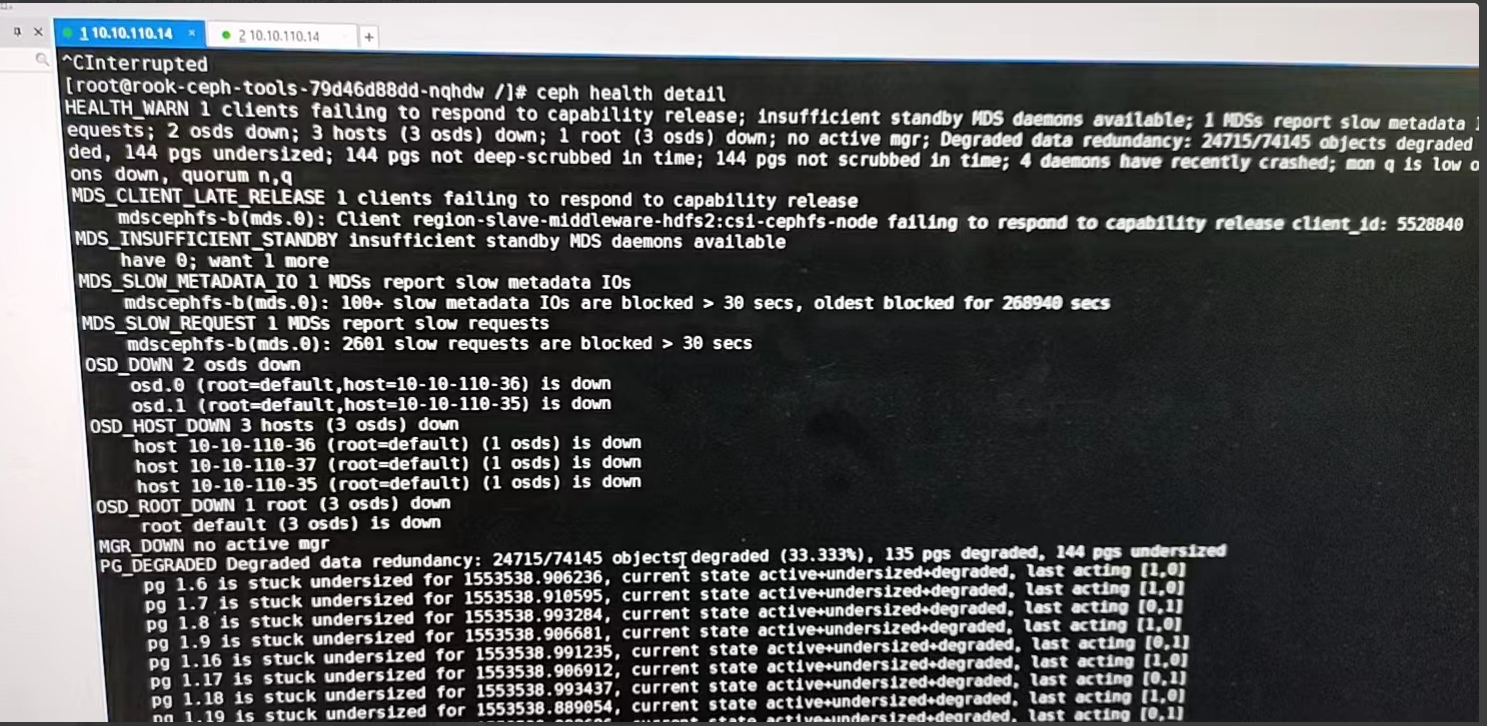 1 10.10.110.14 ×
2 10.10.110.14
+
^CInterrupted
[root@rook-ceph-tools-79d46d88dd-nqhdw /]# ceph health detail
HEALTH_WARN 1 clients failing to respond to capability release; insufficient standby MDS daemons available; 1 MDSs report slow metadata
equests; 2 osds down; 3 hosts (3 osds) down; 1 root (3 osds) down; no active mgr; Degraded data redundancy: 24715/74145 objects degraded
ded, 144 pgs undersized; 144 pgs not deep-scrubbed in time; 144 pgs not scrubbed in time; 4 daemons have recently crashed; mon q is low o
ons down, quorum n,q
MDS_CLIENT_LATE_RELEASE 1 clients failing to respond to capability release
mdscephfs-b(mds.0): Client region-slave-middleware-hdfs2:csi-cephfs-node failing to respond to capability release client_id: 5528840
MDS_INSUFFICIENT_STANDBY insufficient standby MDS daemons available
have 0; want 1 more
MDS_SLOW_METADATA_IO 1 MDSs report slow metadata IOs
mdscephfs-b(mds.0): 100+ slow metadata IOs are blocked > 30 secs, oldest blocked for 268940 secs
MDS_SLOW_REQUEST 1 MDSs report slow requests
mdscephfs-b(mds.0): 2601 slow requests are blocked > 30 secs
OSD_DOWN 2 osds down
osd.0 (root=default,host=10-10-110-36) is down
osd.1 (root=default,host=10-10-110-35) is down
OSD_HOST_DOWN 3 hosts (3 osds) down
host 10-10-110-36 (root=default) (1 osds) is down
host 10-10-110-37 (root=default) (1 osds) is down
host 10-10-110-35 (root=default) (1 osds) is down
OSD_ROOT_DOWN 1 root (3 osds) down
root default (3 osds) is down
MGR_DOWN no active mgr
PG_DEGRADED Degraded data redundancy: 24715/74145 objects degraded (33.333%), 135 pgs degraded, 144 pgs undersized
pg 1.6 is stuck undersized for 1553538.906236, current state active+undersized+degraded, last acting [1,0]
pg 1.7 is stuck undersized for 1553538.910595, current state active+undersized+degraded, last acting [1,0]
pg 1.8 is stuck undersized for 1553538.993284, current state active+undersized+degraded, last acting [0,1]
pg 1.9 is stuck undersized for 1553538.906681, current state active+undersized+degraded, last acting [1,0]
pg 1.16 is stuck undersized for 1553538.991235, current state active+undersized+degraded, last acting [0,1]
pg 1.17 is stuck undersized for 1553538.906912, current state active+undersized+degraded, last acting [1,0]
pg 1.18 is stuck undersized for 1553538.993437, current state active+undersized+degraded, last acting [0,1]
pg 1.19 is stuck undersized for 1553538.889054, current state active+undersized+degraded, last acting [1,0]
active+undersized+degraded, last acting [0,1]